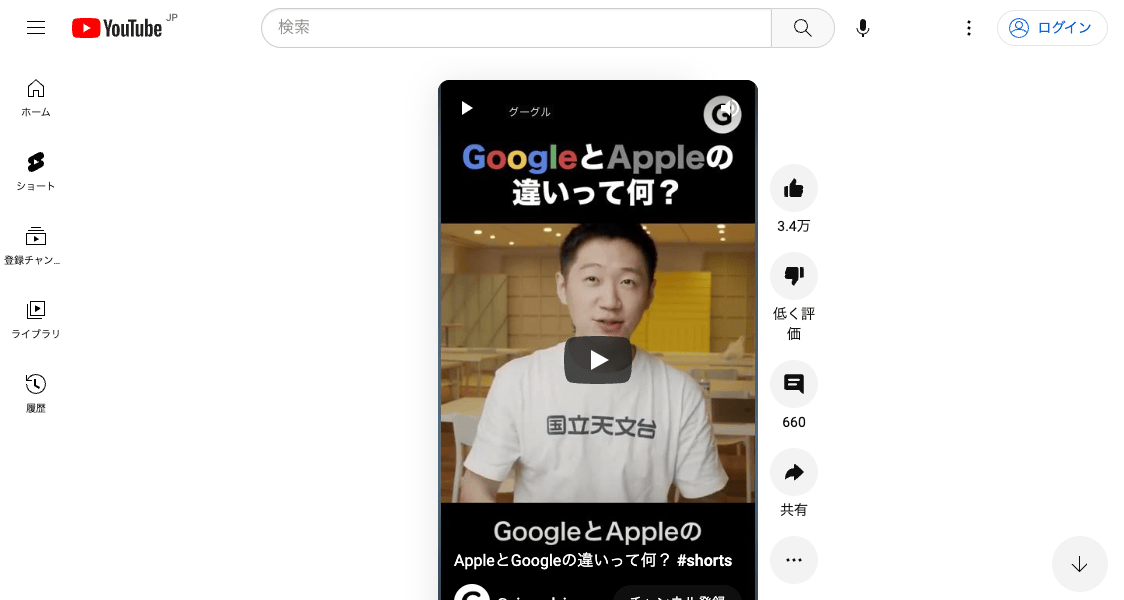 YouTube JP
検索
ログイン
ホーム
ショート
登録チャン...
ライブラリ
履歴
グーグル
G
GoogleとAppleの
違いって何？
国立天文台
GoogleとAppleの
AppleとGoogleの違いって何？ #shorts
3.4万
低く評
価
660
共有